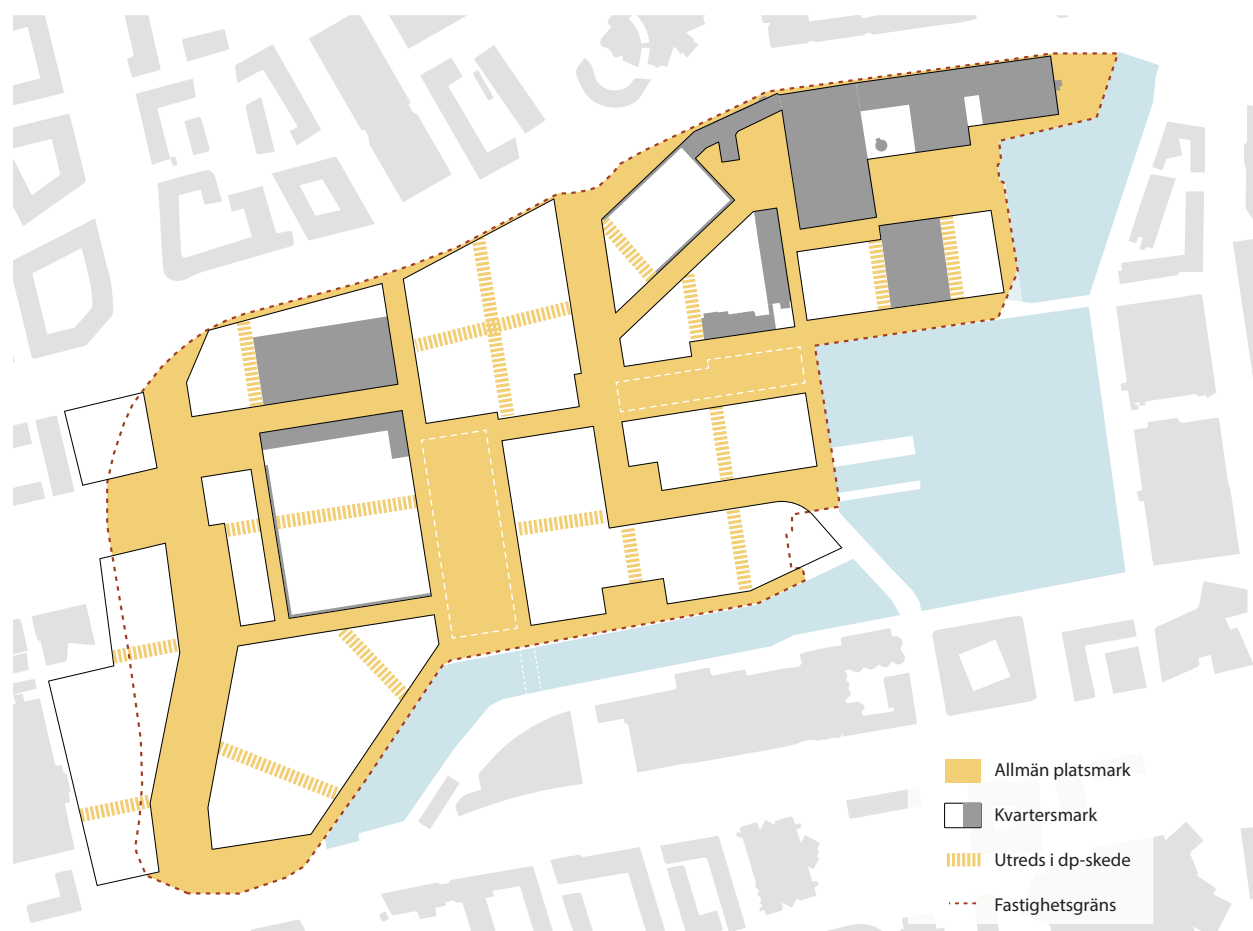 Allmän platsmark
Kvartersmark
Utreds i dp-skede
Fastighetsgräns